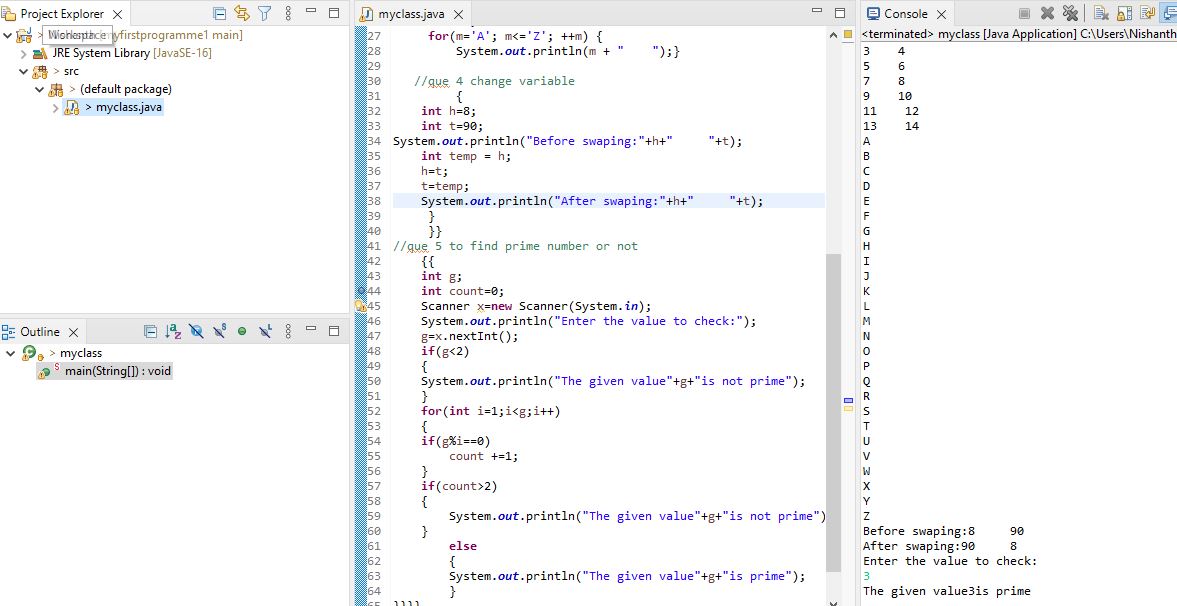 Project Explorer
Workspace
myfirstprogramme1 main]
JRE System Library [JavaSE-16]
> src
> (default package)
> myclass.java
Outline
> myclass
S main(String[]) : void
myclass.java
27 for(m='A'; m<='Z'; ++m) {
28 System.out.println(m + "    ");}
29
30 //que 4 change variable
31 {
32 int h=8;
33 int t=90;
34 System.out.println("Before swaping:"+h+"     "+t);
35 int temp = h;
36 h=t;
37 t=temp;
38 System.out.println("After swaping:"+h+"     "+t);
39 }
40 }}
41 //que 5 to find prime number or not
42 {{
43 int g;
44 int count=0;
45 Scanner x=new Scanner(System.in);
46 System.out.println("Enter the value to check:");
47 g=x.nextInt();
48 if(g<2)
49 {
50 System.out.println("The given value"+g+"is not prime");
51 }
52 for(int i=1;i<g;i++)
53 {
54 if(g%i==0)
55 count +=1;
56 }
57 if(count>2)
58 {
59 System.out.println("The given value"+g+"is not prime")
60 }
61 else
62 {
63 System.out.println("The given value"+g+"is prime");
64 }
65 }}}}
Console
<terminated> myclass [Java Application] C:\Users\Nishanth
3 4
5 6
7 8
9 10
11 12
13 14
A
B
C
D
E
F
G
H
I
J
K
L
M
N
O
P
Q
R
S
T
U
V
W
X
Y
Z
Before swaping:8 90
After swaping:90 8
Enter the value to check:
3
The given value3is prime